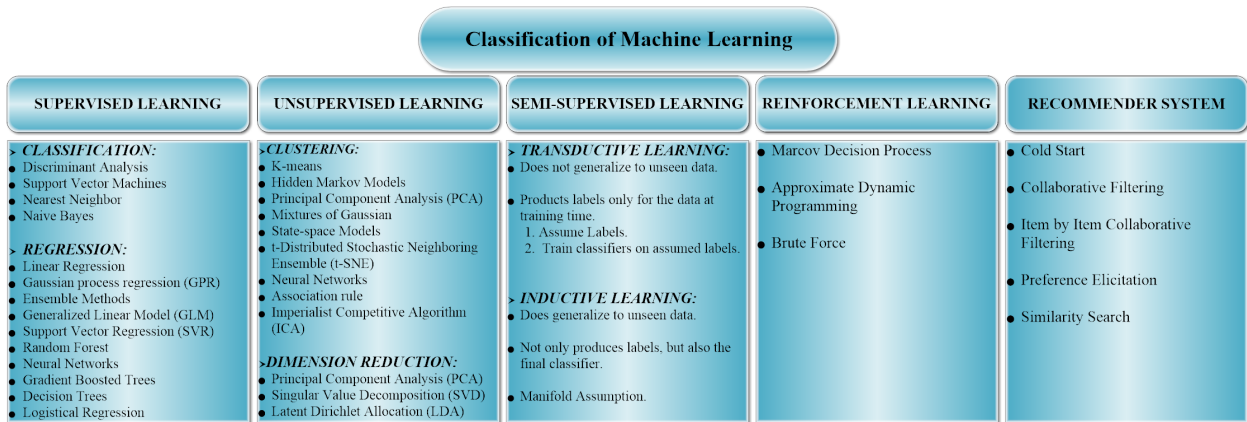 Classification of Machine Learning
SUPERVISED LEARNING
➢ CLASSIFICATION:
● Discriminant Analysis
● Support Vector Machines
● Nearest Neighbor
● Naive Bayes
➢ REGRESSION:
● Linear Regression
● Gaussian process regression (GPR)
● Ensemble Methods
● Generalized Linear Model (GLM)
● Support Vector Regression (SVR)
● Random Forest
● Neural Networks
● Gradient Boosted Trees
● Decision Trees
● Logistical Regression
UNSUPERVISED LEARNING
➢CLUSTERING:
● K-means
● Hidden Markov Models
● Principal Component Analysis (PCA)
● Mixtures of Gaussian
● State-space Models
● t-Distributed Stochastic Neighboring
Ensemble (t-SNE)
● Neural Networks
● Association rule
● Imperialist Competitive Algorithm
(ICA)
➢DIMENSION REDUCTION:
● Principal Component Analysis (PCA)
● Singular Value Decomposition (SVD)
● Latent Dirichlet Allocation (LDA)
SEMI-SUPERVISED LEARNING
➢ TRANSDUCTIVE LEARNING:
● Does not generalize to unseen data.
● Products labels only for the data at
training time.
1. Assume Labels.
2. Train classifiers on assumed labels.
➢ INDUCTIVE LEARNING:
● Does generalize to unseen data.
● Not only produces labels, but also the
final classifier.
● Manifold Assumption.
REINFORCEMENT LEARNING
● Marcov Decision Process
● Approximate Dynamic
Programming
● Brute Force
RECOMMENDER SYSTEM
● Cold Start
● Collaborative Filtering
● Item by Item Collaborative
Filtering
● Preference Elicitation
● Similarity Search